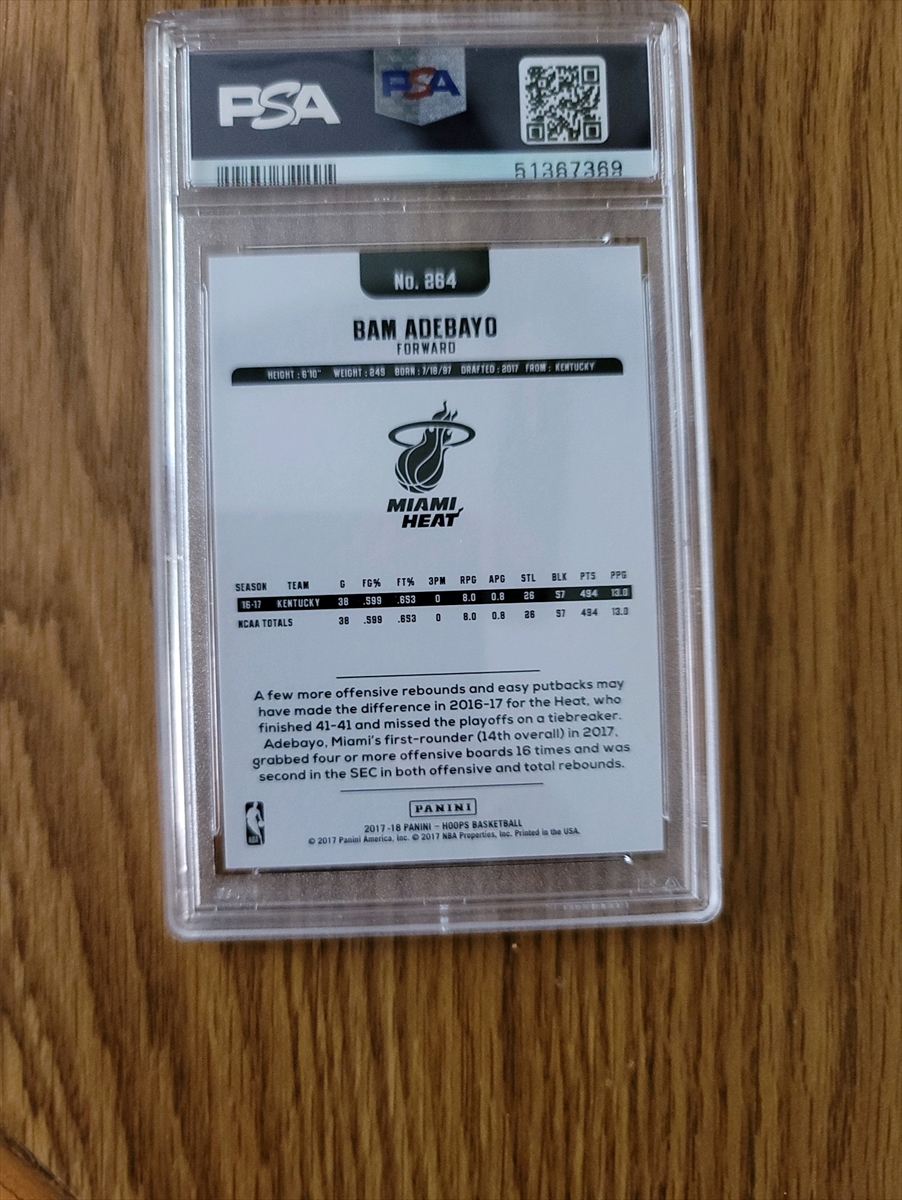 PSA PSA
51367369
No. 264
BAM ADEBAYO
FORWARD
HEIGHT : 6'10" WEIGHT : 245 BORN : 7/18/97 DRAFTED : 2017 FROM : KENTUCKY
MIAMI
HEAT
SEASON TEAM G FG% FT% 3PM RPG APG STL BLK PTS PPG
16-17 KENTUCKY 38 .599 .653 0 8.0 0.8 26 57 494 13.0
NCAA TOTALS 38 .599 .653 0 8.0 0.8 26 57 494 13.0
A few more offensive rebounds and easy putbacks may
have made the difference in 2016-17 for the Heat, who
finished 41-41 and missed the playoffs on a tiebreaker.
Adebayo, Miami's first-rounder (14th overall) in 2017,
grabbed four or more offensive boards 16 times and was
second in the SEC in both offensive and total rebounds.
PANINI
NBA
2017-18 PANINI – HOOPS BASKETBALL
© 2017 Panini America, Inc. © 2017 NBA Properties, Inc. Printed in the USA.